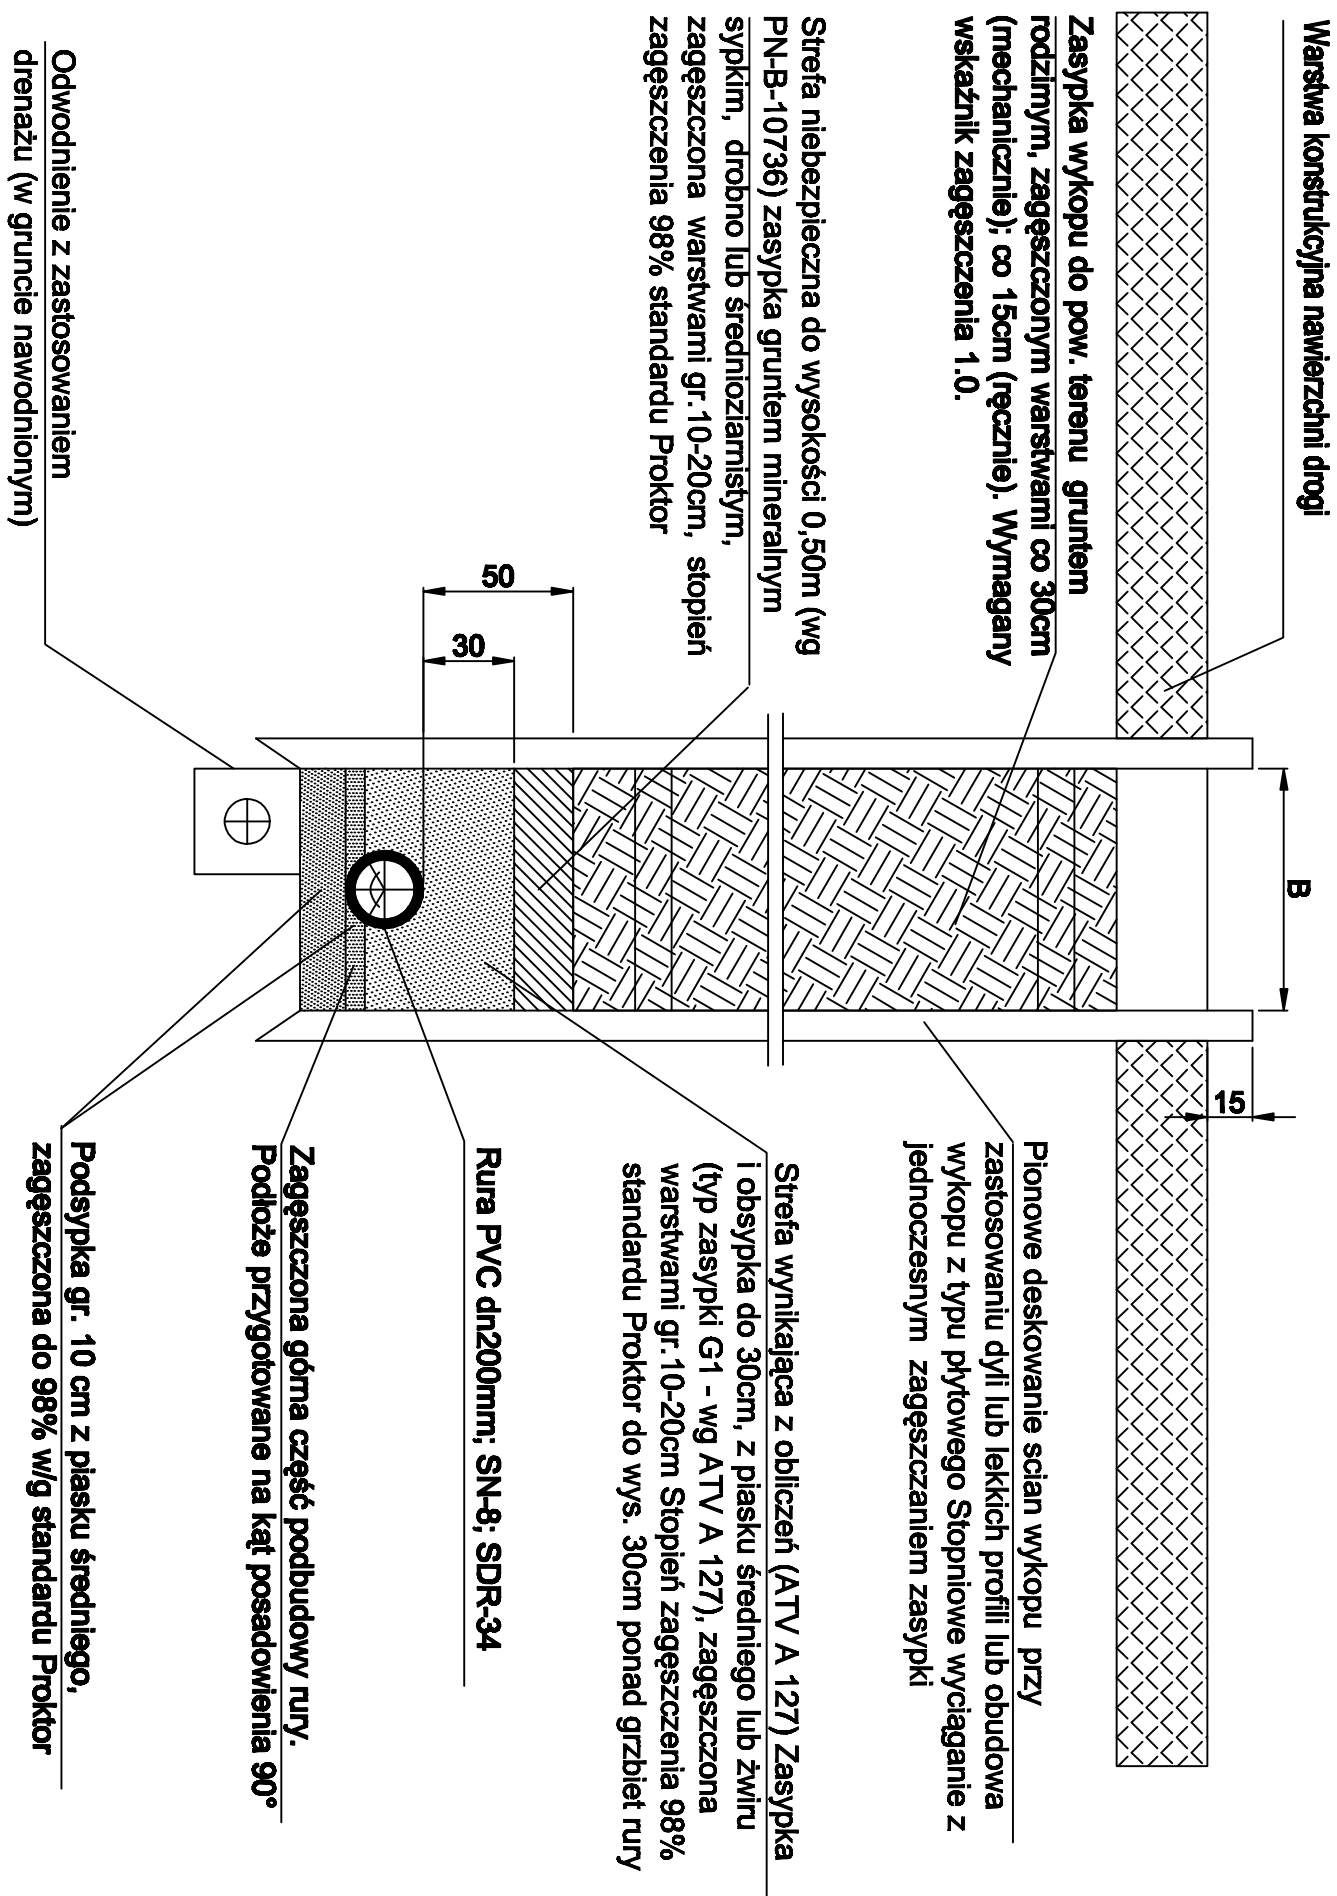 Warstwa konstrukcyjna nawierzchni drogi
Zasypka wykopu do pow. terenu gruntem
rodzimym, zagęszczonym warstwami co 30cm
(mechanicznie); co 15cm (ręcznie). Wymagany
wskaźnik zagęszczenia 1.0.
Strefa niebezpieczna do wysokości 0,50m (wg
PN-B-10736) zasypka gruntem mineralnym
sypkim, drobno lub średnioziarnistym,
zagęszczona warstwami gr.10-20cm, stopień
zagęszczenia 98% standardu Proktor
Odwodnienie z zastosowaniem
drenażu (w gruncie nawodnionym)
B
15
50
30
Pionowe deskowanie scian wykopu przy
zastosowaniu dyli lub lekkich profili lub obudowa
wykopu z typu płytowego Stopniowe wyciąganie z
jednoczesnym zagęszczaniem zasypki
Strefa wynikająca z obliczeń (ATV A 127) Zasypka
i obsypka do 30cm, z piasku średniego lub żwiru
(typ zasypki G1 - wg ATV A 127), zagęszczona
warstwami gr.10-20cm Stopień zagęszczenia 98%
standardu Proktor do wys. 30cm ponad grzbiet rury
Rura PVC dn200mm; SN-8; SDR-34
Zagęszczona górna część podbudowy rury.
Podłoże przygotowane na kąt posadowienia 90°
Podsypka gr. 10 cm z piasku średniego,
zagęszczona do 98% w/g standardu Proktor